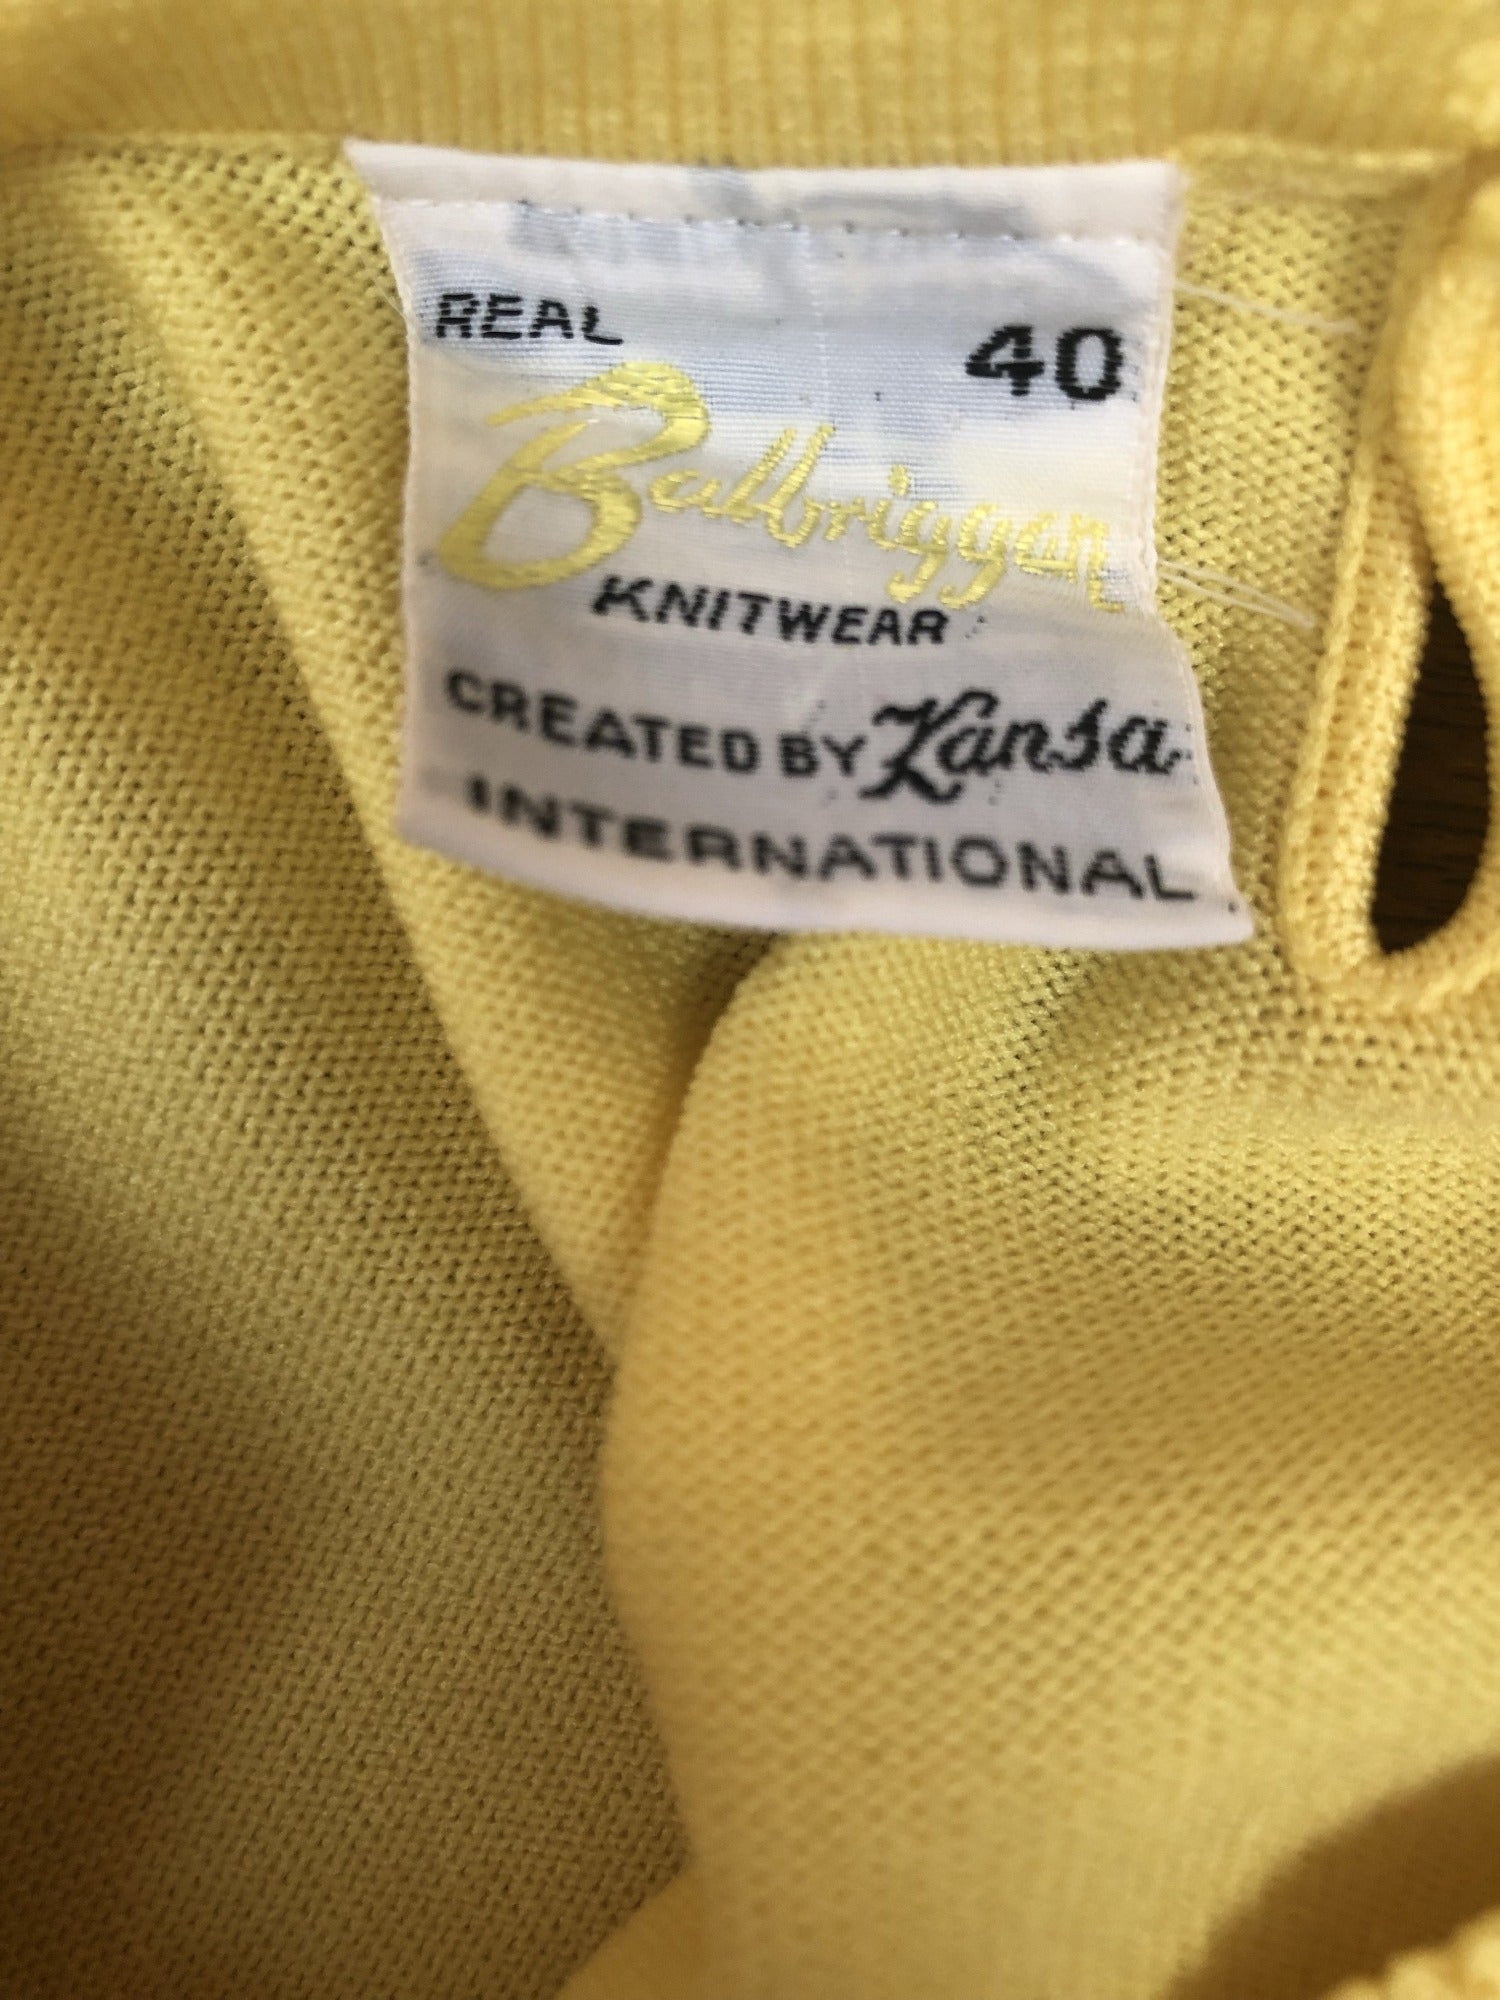 REAL 40
Balbriggan
KNITWEAR
CREATED BY Kansa
INTERNATIONAL